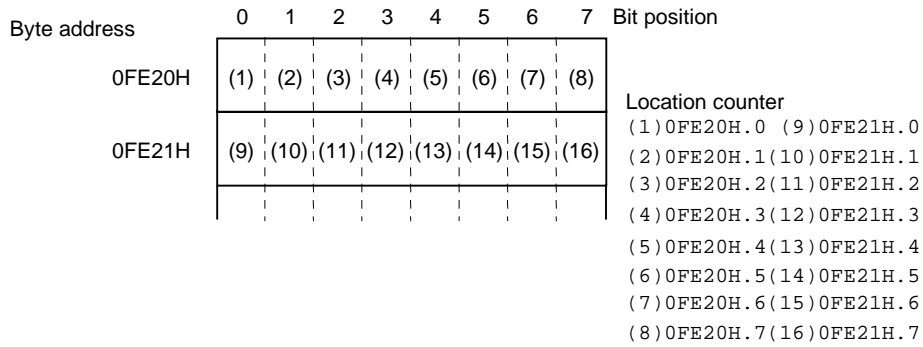 0 1 2 3 4 5 6 7 Bit position
Byte address
0FE20H (1) (2) (3) (4) (5) (6) (7) (8)
0FE21H (9) (10) (11) (12) (13) (14) (15) (16)
Location counter
(1)0FE20H.0 (9)0FE21H.0
(2)0FE20H.1(10)0FE21H.1
(3)0FE20H.2(11)0FE21H.2
(4)0FE20H.3(12)0FE21H.3
(5)0FE20H.4(13)0FE21H.4
(6)0FE20H.5(14)0FE21H.5
(7)0FE20H.6(15)0FE21H.6
(8)0FE20H.7(16)0FE21H.7